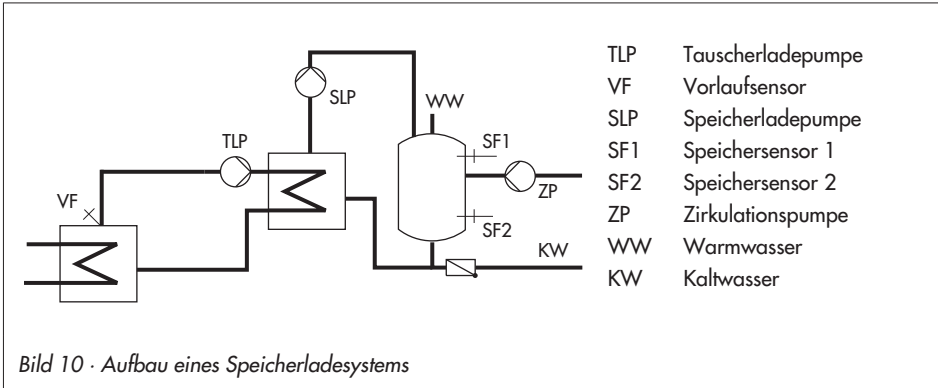 TLP
SLP
WW
SF1
ZP
SF2
VF
KW
TLP Tauscherladepumpe
VF Vorlaufsensor
SLP Speicherladepumpe
SF1 Speichersensor 1
SF2 Speichersensor 2
ZP Zirkulationspumpe
WW Warmwasser
KW Kaltwasser
Bild 10 · Aufbau eines Speicherladesystems